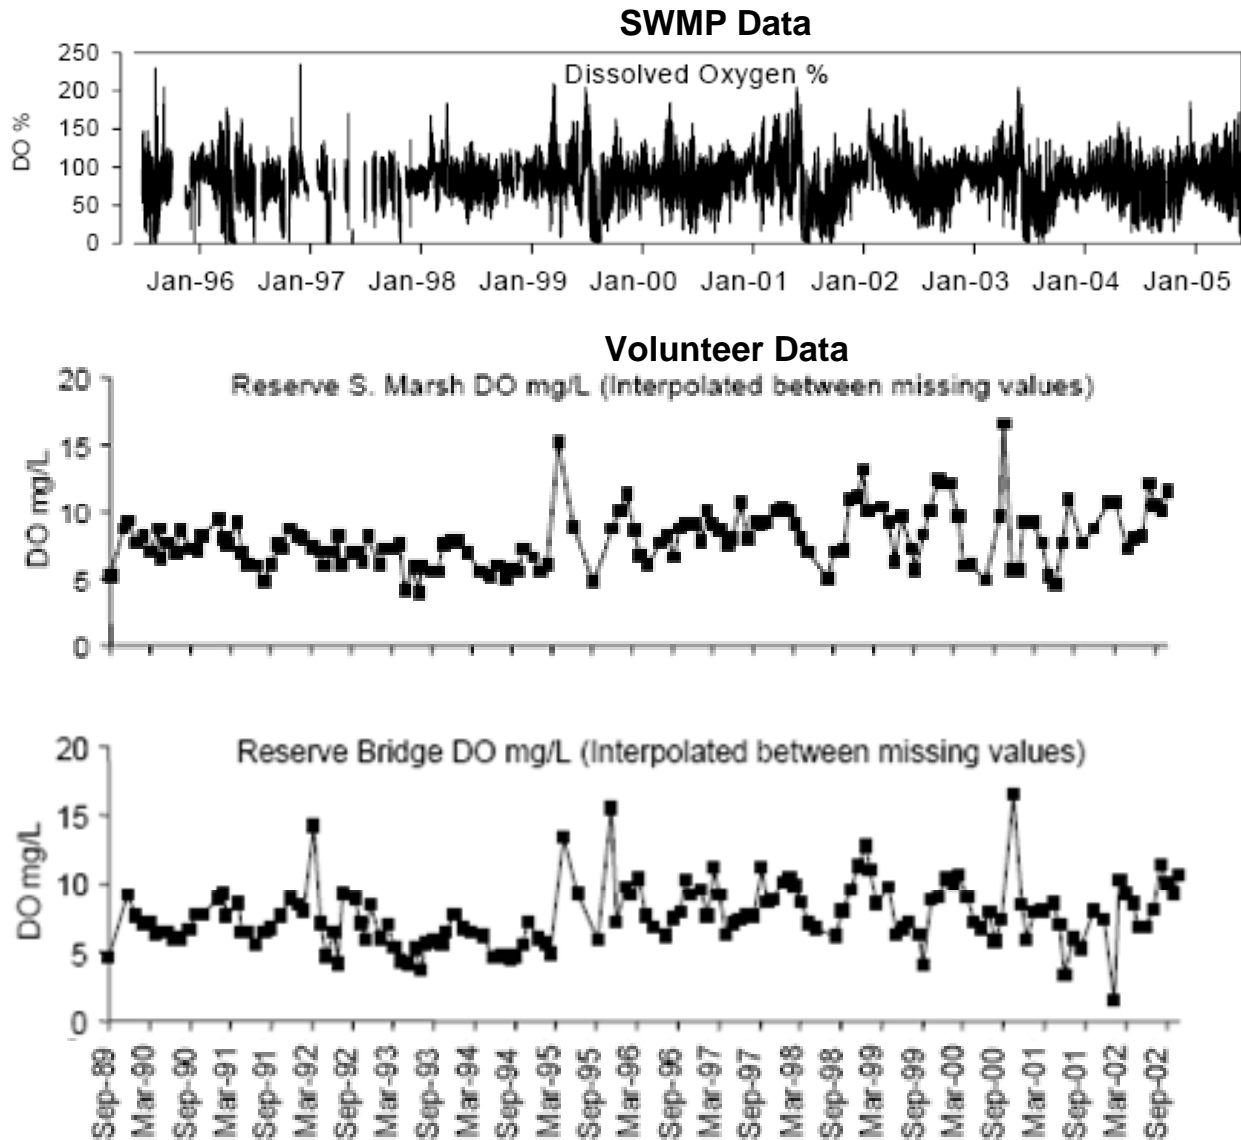 SWMP Data
Dissolved Oxygen %
DO %
250
200
150
100
50
0
Jan-96 Jan-97 Jan-98 Jan-99 Jan-00 Jan-01 Jan-02 Jan-03 Jan-04 Jan-05
Volunteer Data
Reserve S. Marsh DO mg/L (Interpolated between missing values)
DO mg/L
20
15
10
5
0
Reserve Bridge DO mg/L (Interpolated between missing values)
DO mg/L
20
15
10
5
0
Sep-89 Mar-90 Sep-90 Mar-91 Sep-91 Mar-92 Sep-92 Mar-93 Sep-93 Mar-94 Sep-94 Mar-95 Sep-95 Mar-96 Sep-96 Mar-97 Sep-97 Mar-98 Sep-98 Mar-99 Sep-99 Mar-00 Sep-00 Mar-01 Sep-01 Mar-02 Sep-02